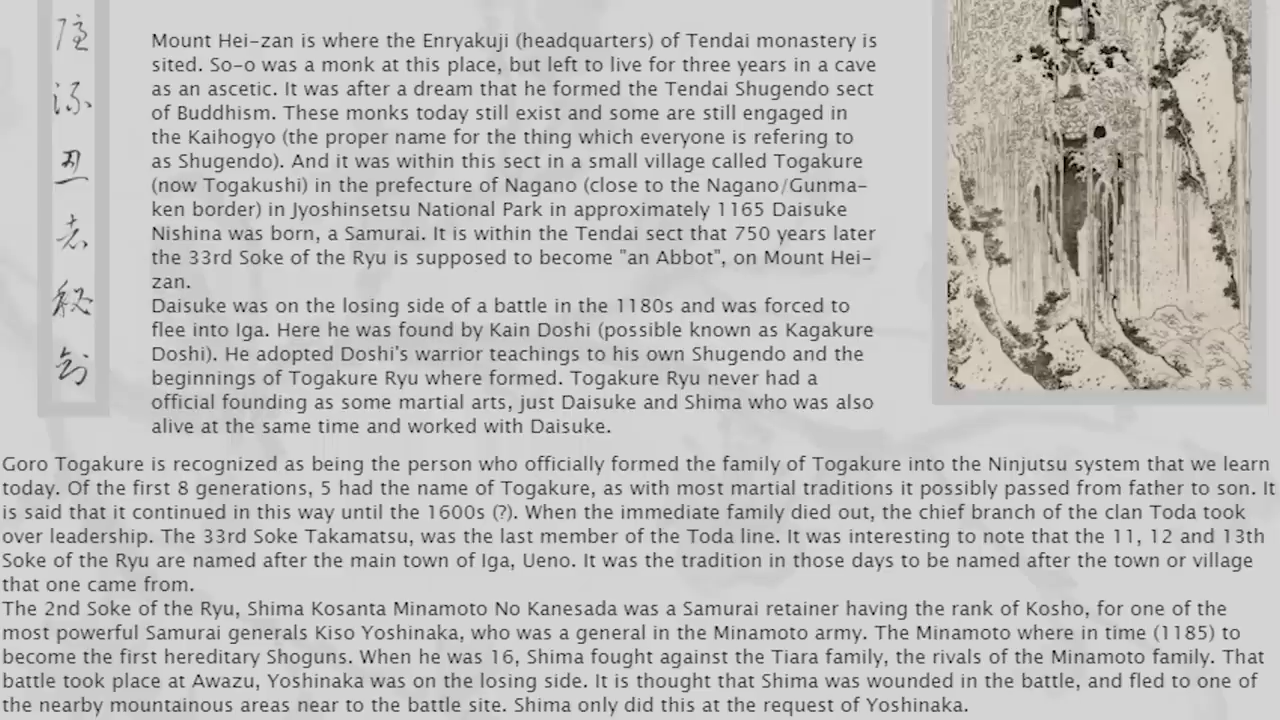 隠
流
忍
者
秘
剑
Mount Hei-zan is where the Enryakuji (headquarters) of Tendai monastery is
sited. So-o was a monk at this place, but left to live for three years in a cave
as an ascetic. It was after a dream that he formed the Tendai Shugendo sect
of Buddhism. These monks today still exist and some are still engaged in
the Kaihogyo (the proper name for the thing which everyone is refering to
as Shugendo). And it was within this sect in a small village called Togakure
(now Togakushi) in the prefecture of Nagano (close to the Nagano/Gunma-
ken border) in Jyoshinsetsu National Park in approximately 1165 Daisuke
Nishina was born, a Samurai. It is within the Tendai sect that 750 years later
the 33rd Soke of the Ryu is supposed to become "an Abbot", on Mount Hei-
zan.
Daisuke was on the losing side of a battle in the 1180s and was forced to
flee into Iga. Here he was found by Kain Doshi (possible known as Kagakure
Doshi). He adopted Doshi's warrior teachings to his own Shugendo and the
beginnings of Togakure Ryu where formed. Togakure Ryu never had a
official founding as some martial arts, just Daisuke and Shima who was also
alive at the same time and worked with Daisuke.
Goro Togakure is recognized as being the person who officially formed the family of Togakure into the Ninjutsu system that we learn
today. Of the first 8 generations, 5 had the name of Togakure, as with most martial traditions it possibly passed from father to son. It
is said that it continued in this way until the 1600s (?). When the immediate family died out, the chief branch of the clan Toda took
over leadership. The 33rd Soke Takamatsu, was the last member of the Toda line. It was interesting to note that the 11, 12 and 13th
Soke of the Ryu are named after the main town of Iga, Ueno. It was the tradition in those days to be named after the town or village
that one came from.
The 2nd Soke of the Ryu, Shima Kosanta Minamoto No Kanesada was a Samurai retainer having the rank of Kosho, for one of the
most powerful Samurai generals Kiso Yoshinaka, who was a general in the Minamoto army. The Minamoto where in time (1185) to
become the first hereditary Shoguns. When he was 16, Shima fought against the Tiara family, the rivals of the Minamoto family. That
battle took place at Awazu, Yoshinaka was on the losing side. It is thought that Shima was wounded in the battle, and fled to one of
the nearby mountainous areas near to the battle site. Shima only did this at the request of Yoshinaka.